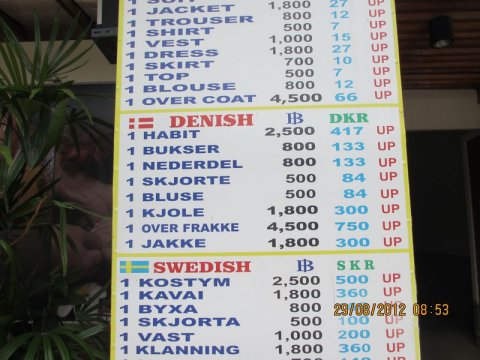 1 SUIT
1 JACKET 1,800 27 UP
1 TROUSER 800 12 UP
1 SHIRT 500 7 UP
1 VEST 1,000 15 UP
1 DRESS 1,800 27 UP
1 SKIRT 700 10 UP
1 TOP 500 7 UP
1 BLOUSE 800 12 UP
1 OVER COAT 4,500 66 UP
DENISH B DKR
1 HABIT 2,500 417 UP
1 BUKSER 800 133 UP
1 NEDERDEL 800 133 UP
1 SKJORTE 500 84 UP
1 BLUSE 500 84 UP
1 KJOLE 1,800 300 UP
1 OVER FRAKKE 4,500 750 UP
1 JAKKE 1,800 300 UP
SWEDISH B SKR
1 KOSTYM 2,500 500 UP
1 KAVAI 1,800 360 UP
1 BYXA 800 UP
1 SKJORTA 500 100 UP
1 VAST 1,000 200 UP
1 KLANNING 1,800 360 UP
29/08/2012 08:53